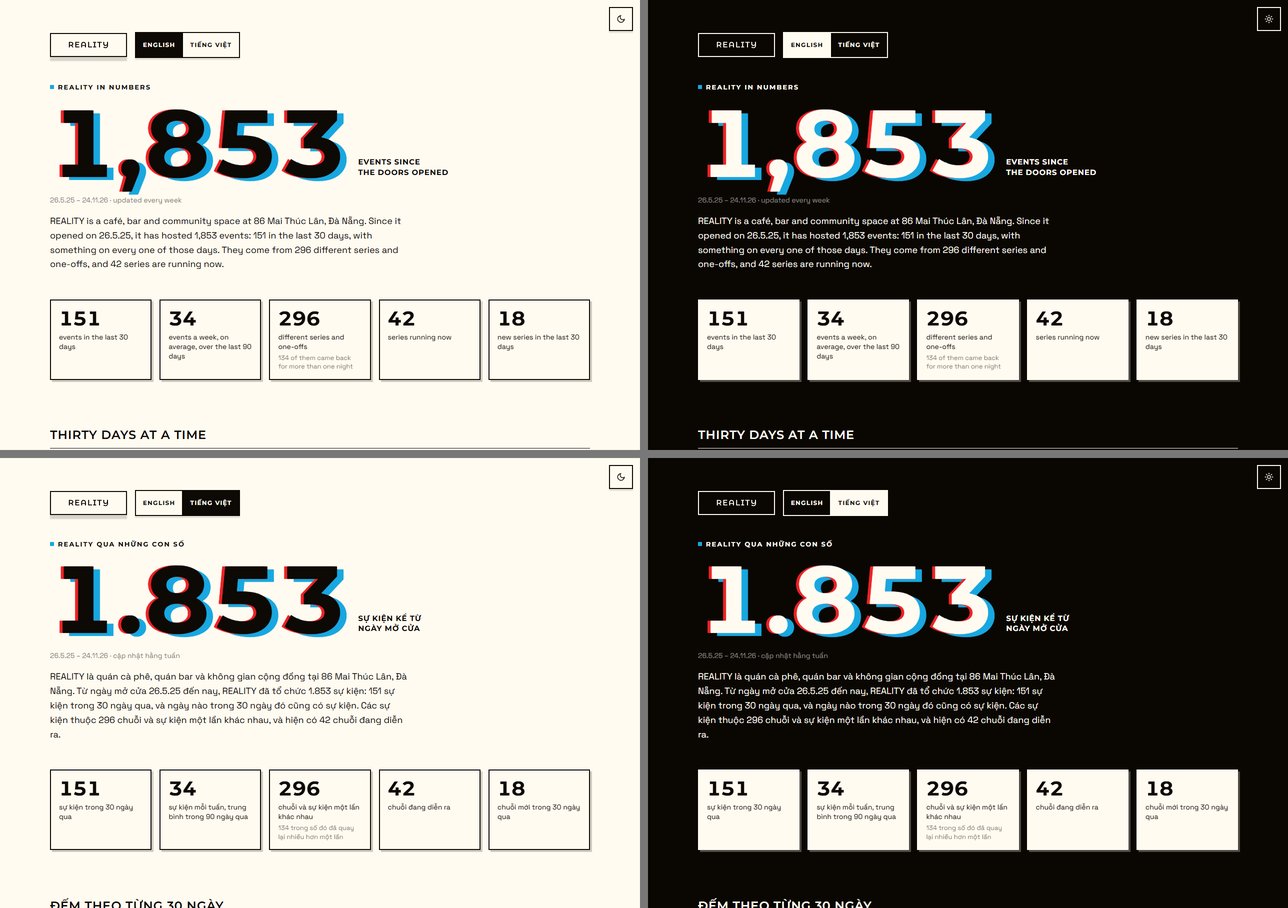 REALITY
ENGLISH
TIẾNG VIỆT
REALITY IN NUMBERS
1,853
EVENTS SINCE
THE DOORS OPENED
26.5.25 – 24.11.26 · updated every week
REALITY is a café, bar and community space at 86 Mai Thúc Lân, Đà Nẵng. Since it
opened on 26.5.25, it has hosted 1,853 events: 151 in the last 30 days, with
something on every one of those days. They come from 296 different series and
one-offs, and 42 series are running now.
151
events in the last 30
days
34
events a week, on
average, over the last 90
days
296
different series and
one-offs
134 of them came back
for more than one night
42
series running now
18
new series in the last 30
days
THIRTY DAYS AT A TIME
REALITY
ENGLISH
TIẾNG VIỆT
REALITY IN NUMBERS
1,853
EVENTS SINCE
THE DOORS OPENED
26.5.25 – 24.11.26 · updated every week
REALITY is a café, bar and community space at 86 Mai Thúc Lân, Đà Nẵng. Since it
opened on 26.5.25, it has hosted 1,853 events: 151 in the last 30 days, with
something on every one of those days. They come from 296 different series and
one-offs, and 42 series are running now.
151
events in the last 30
days
34
events a week, on
average, over the last 90
days
296
different series and
one-offs
134 of them came back
for more than one night
42
series running now
18
new series in the last 30
days
THIRTY DAYS AT A TIME
REALITY
ENGLISH
TIẾNG VIỆT
REALITY QUA NHỮNG CON SỐ
1.853
SỰ KIỆN KỂ TỪ
NGÀY MỞ CỬA
26.5.25 – 24.11.26 · cập nhật hằng tuần
REALITY là quán cà phê, quán bar và không gian cộng đồng tại 86 Mai Thúc Lân, Đà
Nẵng. Từ ngày mở cửa 26.5.25 đến nay, REALITY đã tổ chức 1.853 sự kiện: 151 sự
kiện trong 30 ngày qua, và ngày nào trong 30 ngày đó cũng có sự kiện. Các sự
kiện thuộc 296 chuỗi và sự kiện một lần khác nhau, và hiện có 42 chuỗi đang diễn
ra.
151
sự kiện trong 30 ngày
qua
34
sự kiện mỗi tuần, trung
bình trong 90 ngày qua
296
chuỗi và sự kiện một lần
khác nhau
134 trong số đó đã quay
lại nhiều hơn một lần
42
chuỗi đang diễn ra
18
chuỗi mới trong 30 ngày
qua
ĐẾM THEO TỪNG 30 NGÀY
REALITY
ENGLISH
TIẾNG VIỆT
REALITY QUA NHỮNG CON SỐ
1.853
SỰ KIỆN KỂ TỪ
NGÀY MỞ CỬA
26.5.25 – 24.11.26 · cập nhật hằng tuần
REALITY là quán cà phê, quán bar và không gian cộng đồng tại 86 Mai Thúc Lân, Đà
Nẵng. Từ ngày mở cửa 26.5.25 đến nay, REALITY đã tổ chức 1.853 sự kiện: 151 sự
kiện trong 30 ngày qua, và ngày nào trong 30 ngày đó cũng có sự kiện. Các sự
kiện thuộc 296 chuỗi và sự kiện một lần khác nhau, và hiện có 42 chuỗi đang diễn
ra.
151
sự kiện trong 30 ngày
qua
34
sự kiện mỗi tuần, trung
bình trong 90 ngày qua
296
chuỗi và sự kiện một lần
khác nhau
134 trong số đó đã quay
lại nhiều hơn một lần
42
chuỗi đang diễn ra
18
chuỗi mới trong 30 ngày
qua
ĐẾM THEO TỪNG 30 NGÀY